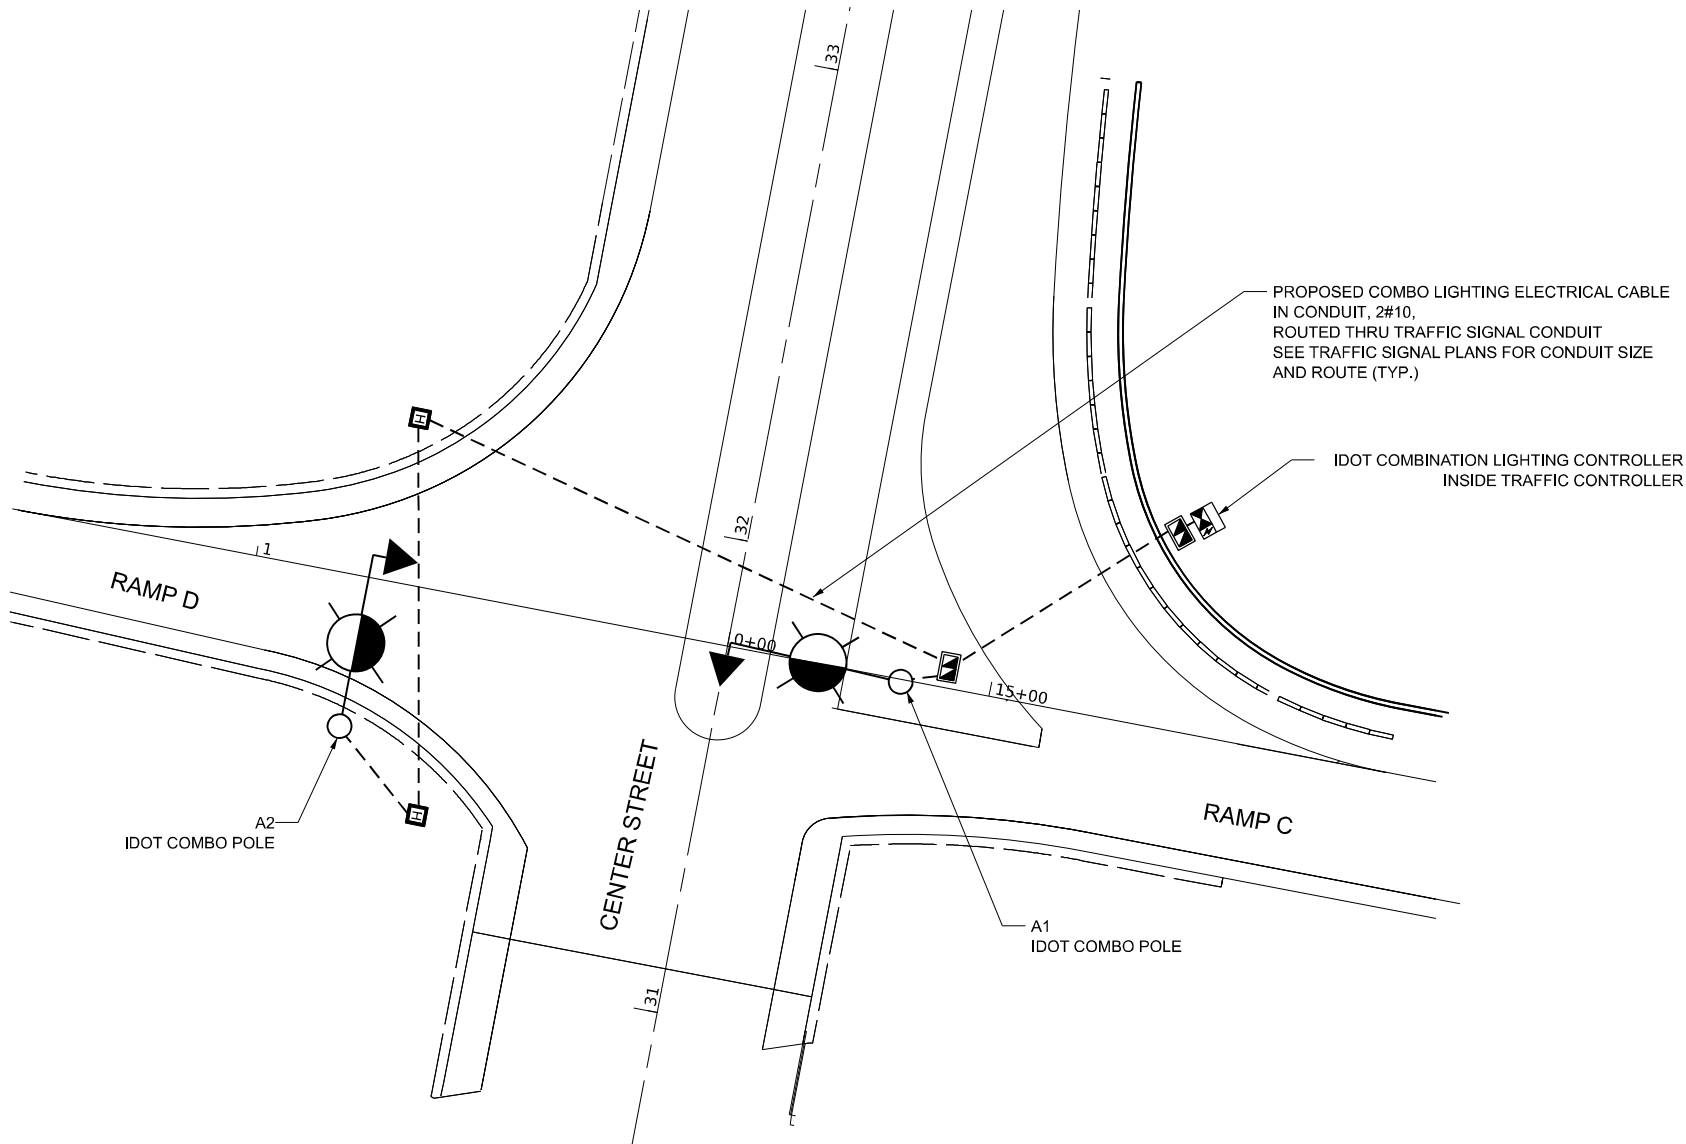 33
PROPOSED COMBO LIGHTING ELECTRICAL CABLE
IN CONDUIT, 2#10,
ROUTED THRU TRAFFIC SIGNAL CONDUIT
SEE TRAFFIC SIGNAL PLANS FOR CONDUIT SIZE
AND ROUTE (TYP.)
H
IDOT COMBINATION LIGHTING CONTROLLER
INSIDE TRAFFIC CONTROLLER
32
1
RAMP D
0+00
15+00
H
A2
IDOT COMBO POLE
CENTER STREET
RAMP C
A1
IDOT COMBO POLE
31